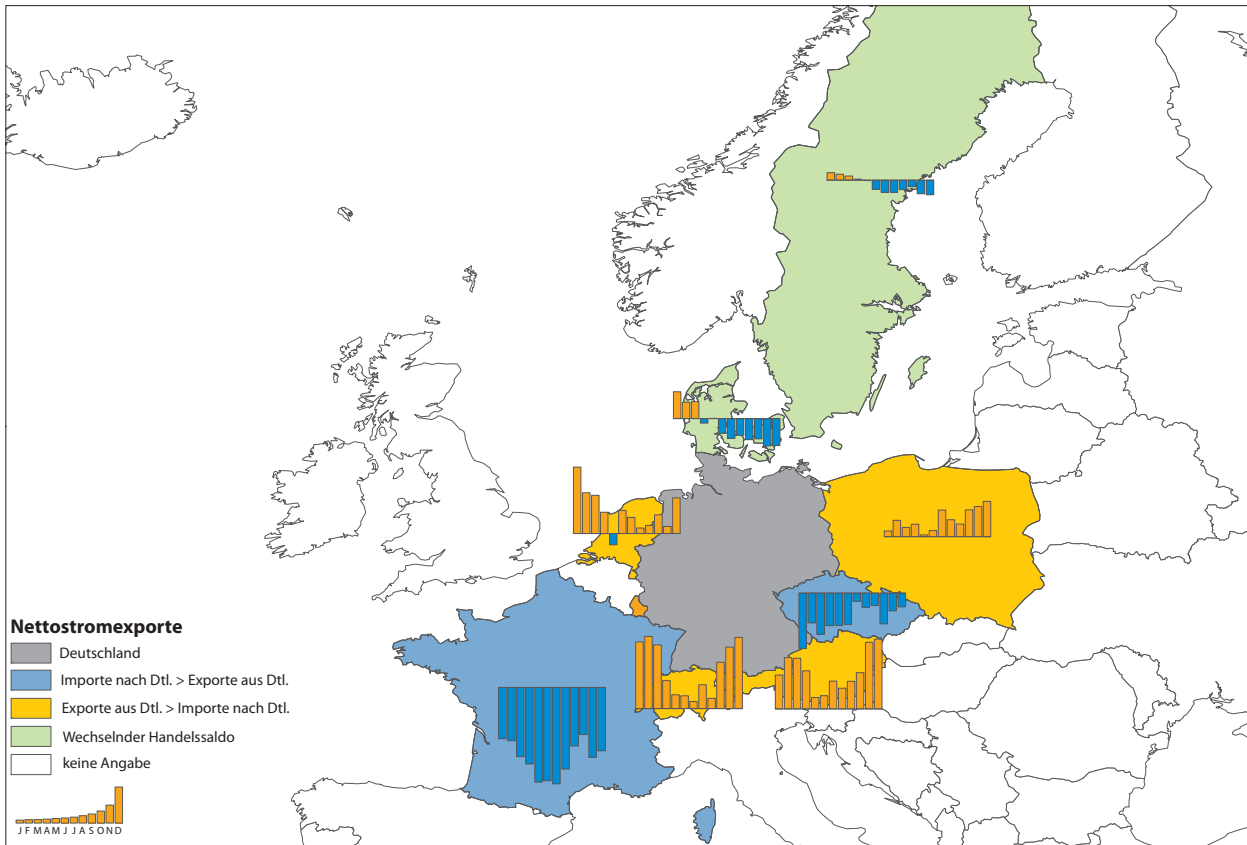 Nettostromexporte
Deutschland
Importe nach Dtl. > Exporte aus Dtl.
Exporte aus Dtl. > Importe nach Dtl.
Wechselnder Handelssaldo
keine Angabe
J F M A M J J A S O N D